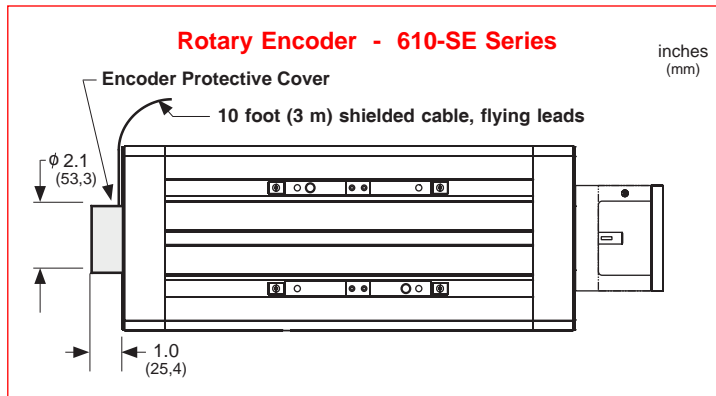 Rotary Encoder - 610-SE Series
inches
(mm)
Encoder Protective Cover
10 foot (3 m) shielded cable, flying leads
ϕ 2.1
(53,3)
1.0
(25,4)